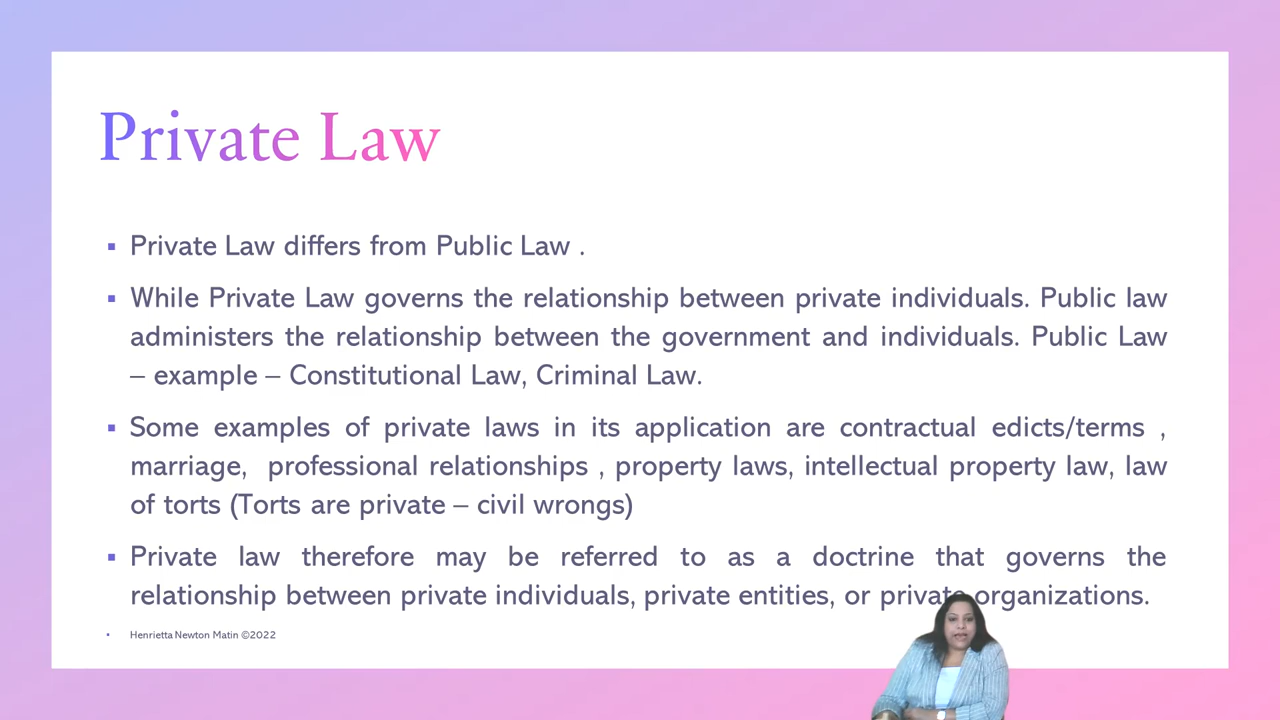 Private Law
▪ Private Law differs from Public Law .
▪ While Private Law governs the relationship between private individuals. Public law
administers the relationship between the government and individuals. Public Law
– example – Constitutional Law, Criminal Law.
▪ Some examples of private laws in its application are contractual edicts/terms ,
marriage, professional relationships , property laws, intellectual property law, law
of torts (Torts are private – civil wrongs)
▪ Private law therefore may be referred to as a doctrine that governs the
relationship between private individuals, private entities, or private organizations.
▪ Henrietta Newton Matin ©2022